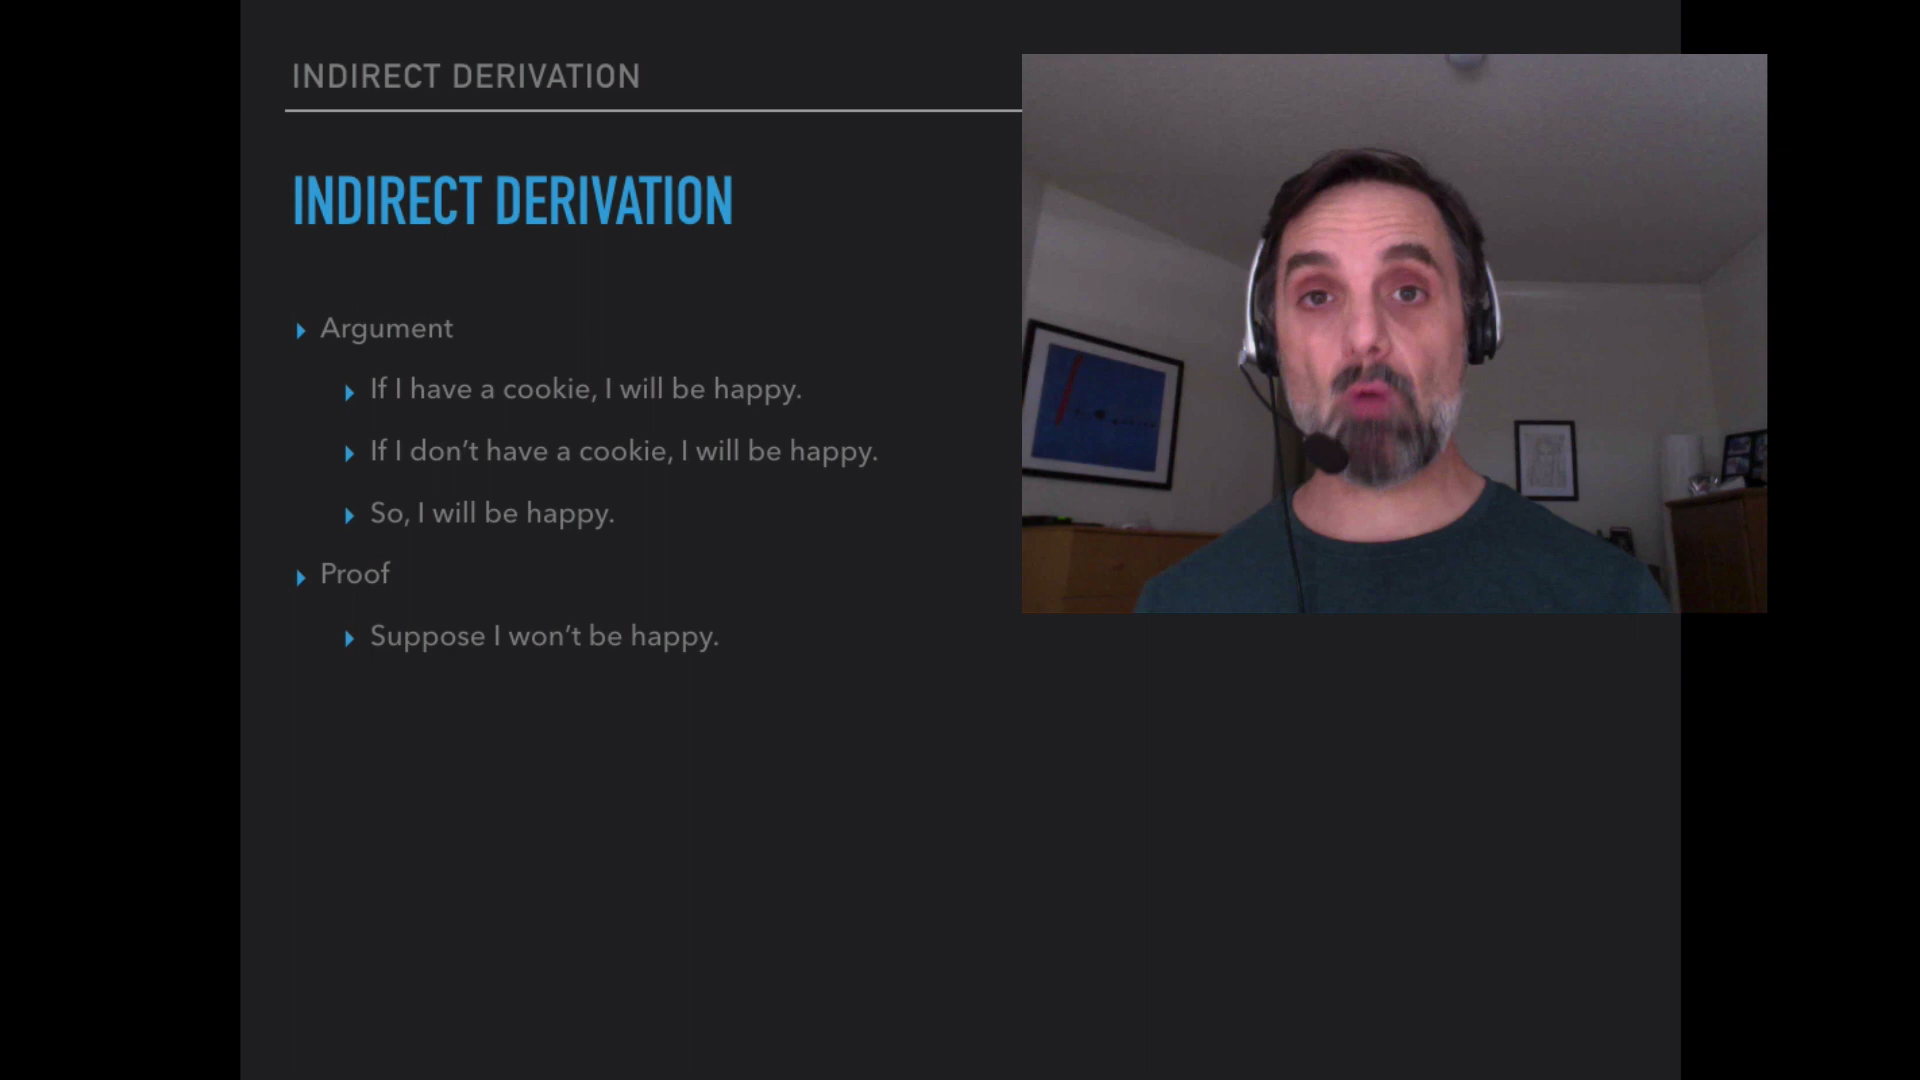 INDIRECT DERIVATION
INDIRECT DERIVATION
Argument
If I have a cookie, I will be happy.
If I don’t have a cookie, I will be happy.
So, I will be happy.
Proof
Suppose I won’t be happy.